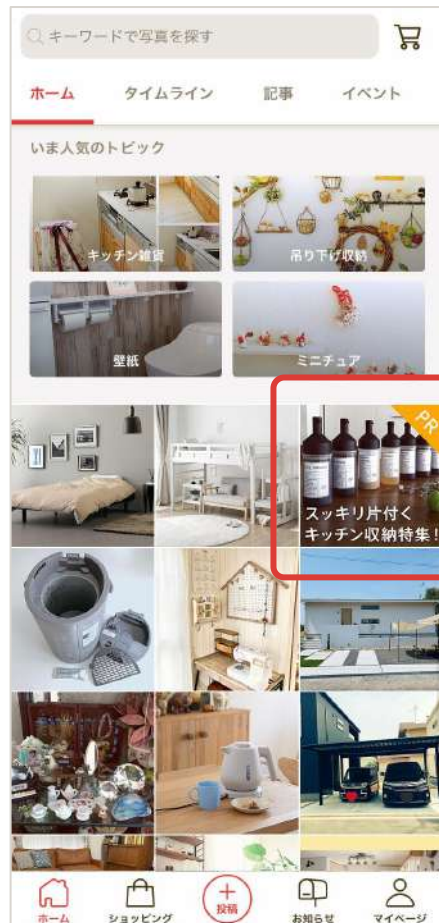 キーワードで写真を探す
ホーム
タイムライン
記事
イベント
いま人気のトピック
キッチン雑貨
吊り下げ収納
壁紙
ミニチュア
PR
スッキリ片付く
キッチン収納特集！
ホーム
ショッピング
投稿
お知らせ
マイページ